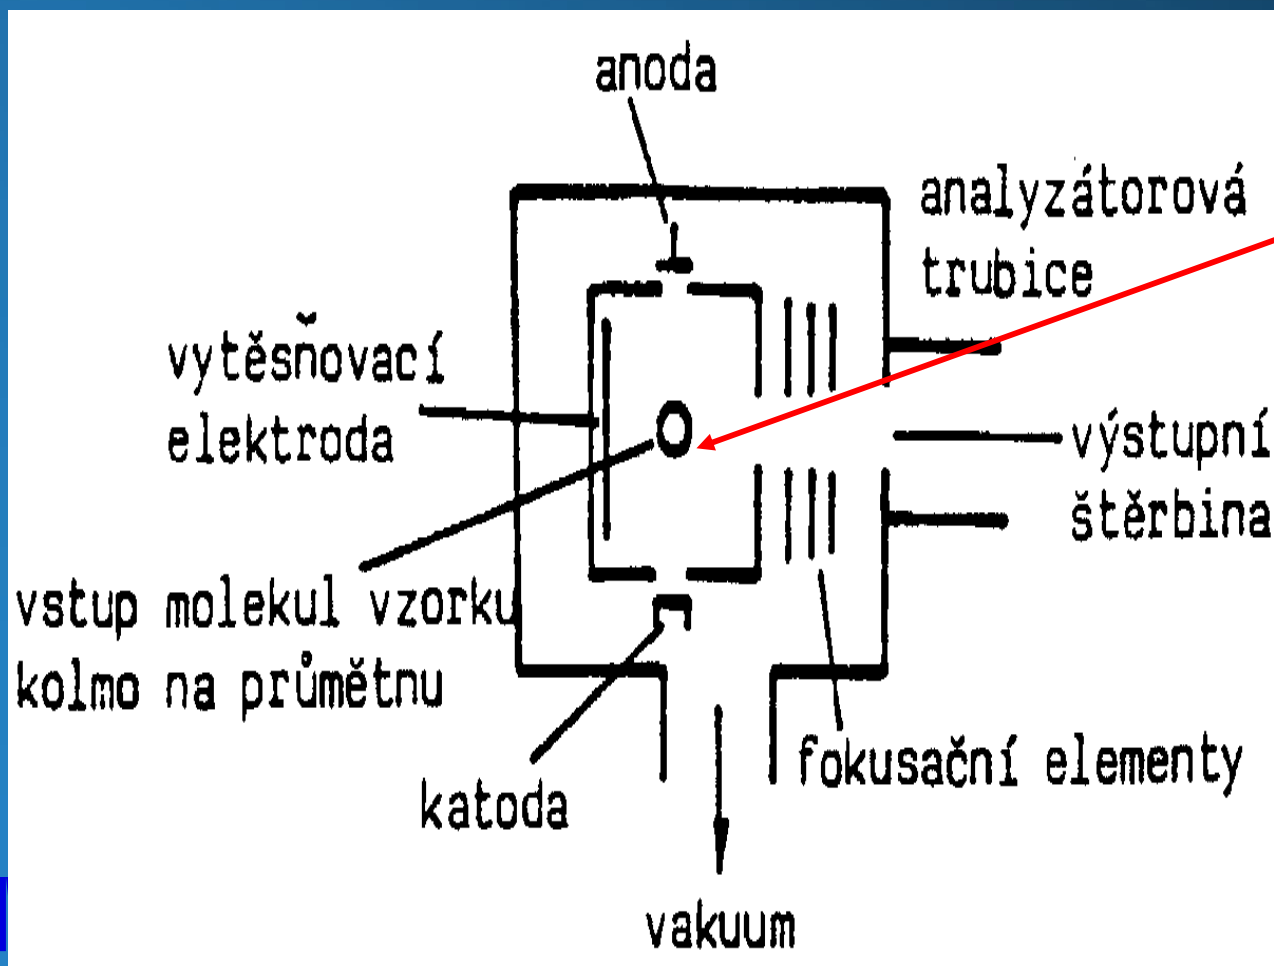 anoda
analyzátorová
trubice
vytěsňovací
elektroda
výstupní
štěrbina
vstup molekul vzorku
kolmo na průmětnu
fokusační elementy
katoda
vakuum